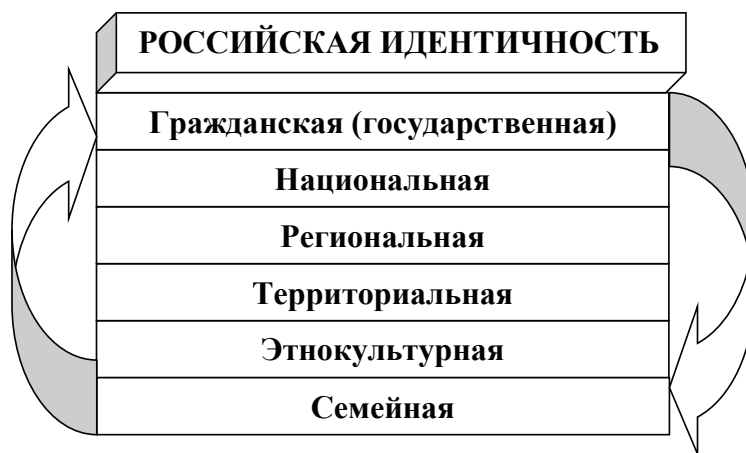 РОССИЙСКАЯ ИДЕНТИЧНОСТЬ
Гражданская (государственная)
Национальная
Региональная
Территориальная
Этнокультурная
Семейная